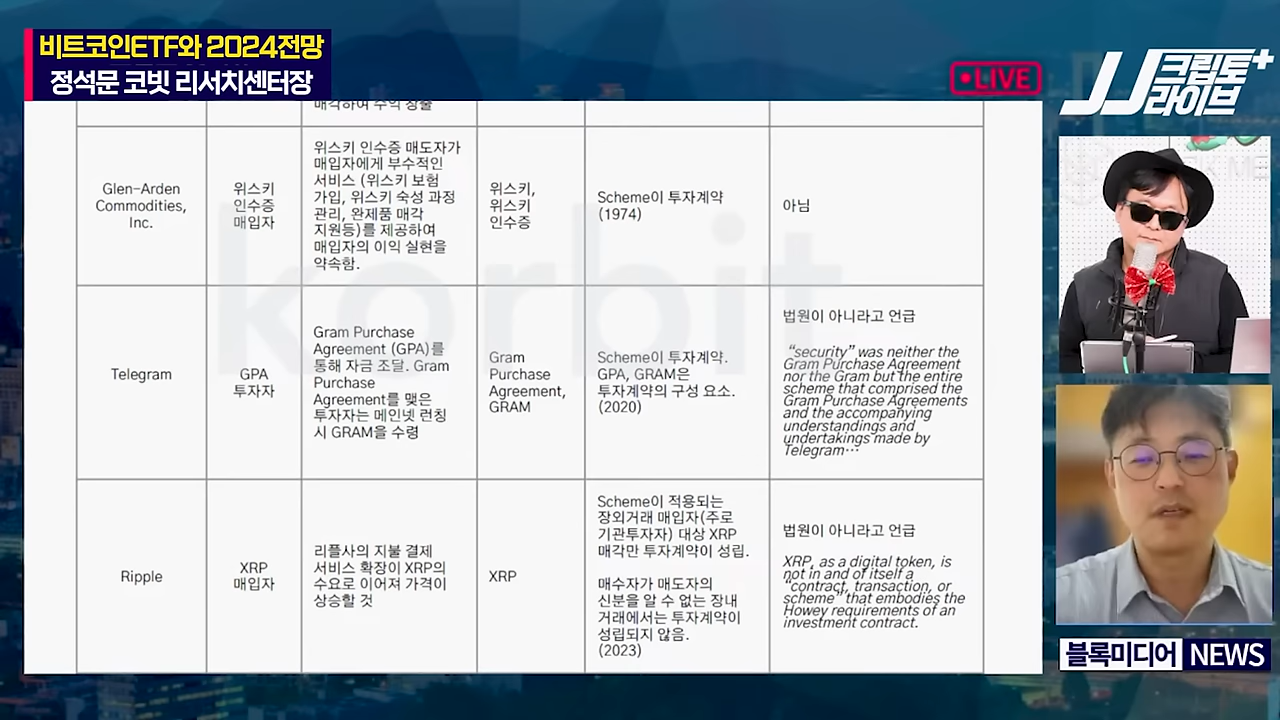 비트코인ETF와 2024전망
정석문 코빗 리서치센터장
LIVE
JJ 크립토+
라이브
매각하여 수익 창출
Glen-Arden
Commodities,
Inc.
위스키
인수증
매입자
위스키 인수증 매도자가
매입자에게 부수적인
서비스 (위스키 보험
가입, 위스키 숙성 과정
관리, 완제품 매각
지원등)를 제공하여
매입자의 이익 실현을
약속함.
위스키,
위스키
인수증
Scheme이 투자계약
(1974)
아님
Telegram
GPA
투자자
Gram Purchase
Agreement (GPA)를
통해 자금 조달. Gram
Purchase
Agreement를 맺은
투자자는 메인넷 런칭
시 GRAM을 수령
Gram
Purchase
Agreement,
GRAM
Scheme이 투자계약.
GPA, GRAM은
투자계약의 구성 요소.
(2020)
법원이 아니라고 언급
“security” was neither the
Gram Purchase Agreement
nor the Gram but the entire
scheme that comprised the
Gram Purchase Agreements
and the accompanying
understandings and
undertakings made by
Telegram…
Ripple
XRP
매입자
리플사의 지불 결제
서비스 확장이 XRP의
수요로 이어져 가격이
상승할 것
XRP
Scheme이 적용되는
장외거래 매입자(주로
기관투자자) 대상 XRP
매각만 투자계약이 성립.
매수자가 매도자의
신분을 알 수 없는 장내
거래에서는 투자계약이
성립되지 않음.
(2023)
법원이 아니라고 언급
XRP, as a digital token, is
not in and of itself a
“contract, transaction, or
scheme” that embodies the
Howey requirements of an
investment contract.
korbit
블록미디어 NEWS